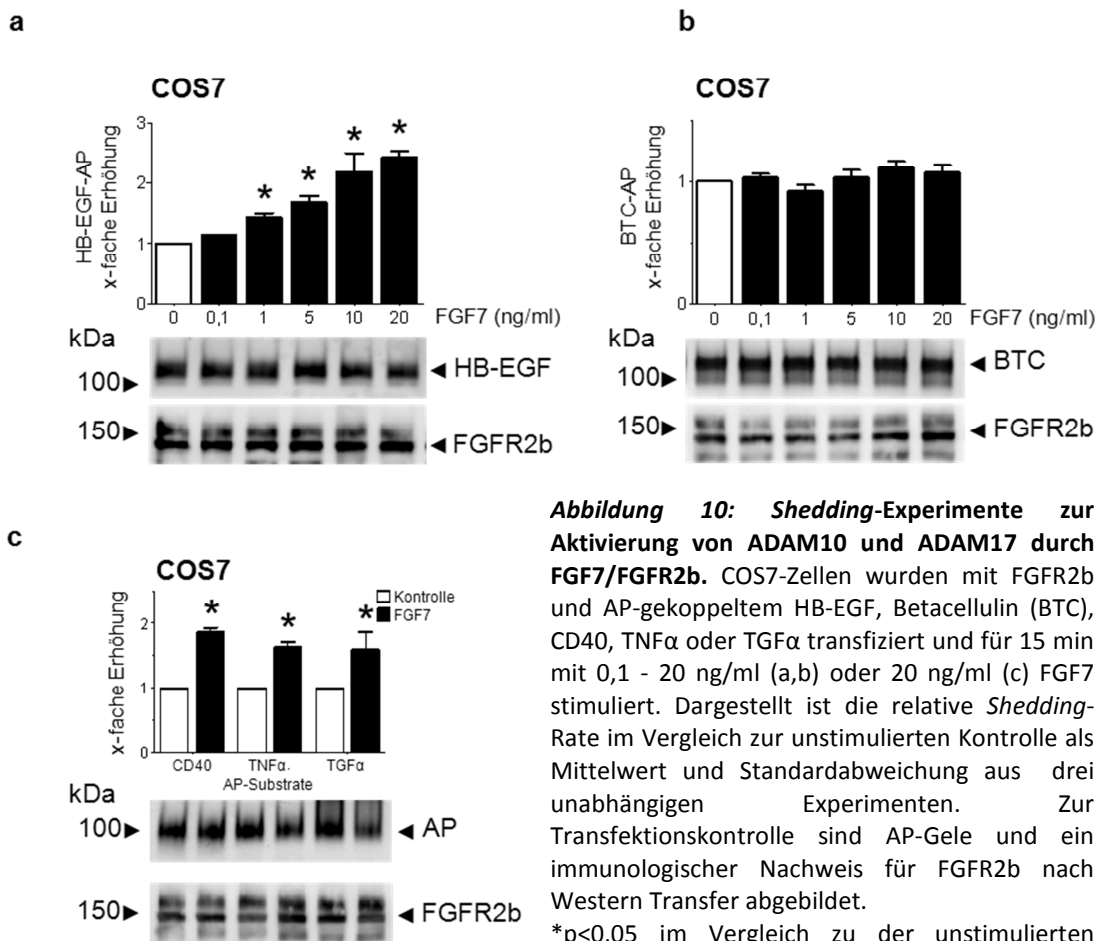 a
COS7
HB-EGF-AP
x-fache Erhöhung
3
2
1
0
* * * *
0 0,1 1 5 10 20 FGF7 (ng/ml)
kDa
100► ◄ HB-EGF
150► ◄ FGFR2b
b
COS7
BTC-AP
x-fache Erhöhung
1
0
0 0,1 1 5 10 20 FGF7 (ng/ml)
kDa
100► ◄ BTC
150► ◄ FGFR2b
c
COS7
Kontrolle
FGF7
x-fache Erhöhung
2
1
0
* * *
CD40 TNFα. TGFα
AP-Substrate
kDa
100► ◄ AP
150► ◄ FGFR2b
Abbildung 10: Shedding-Experimente zur
Aktivierung von ADAM10 und ADAM17 durch
FGF7/FGFR2b. COS7-Zellen wurden mit FGFR2b
und AP-gekoppeltem HB-EGF, Betacellulin (BTC),
CD40, TNFα oder TGFα transfiziert und für 15 min
mit 0,1 - 20 ng/ml (a,b) oder 20 ng/ml (c) FGF7
stimuliert. Dargestellt ist die relative Shedding-
Rate im Vergleich zur unstimulierten Kontrolle als
Mittelwert und Standardabweichung aus drei
unabhängigen Experimenten. Zur
Transfektionskontrolle sind AP-Gele und ein
immunologischer Nachweis für FGFR2b nach
Western Transfer abgebildet.
*p<0,05 im Vergleich zu der unstimulierten